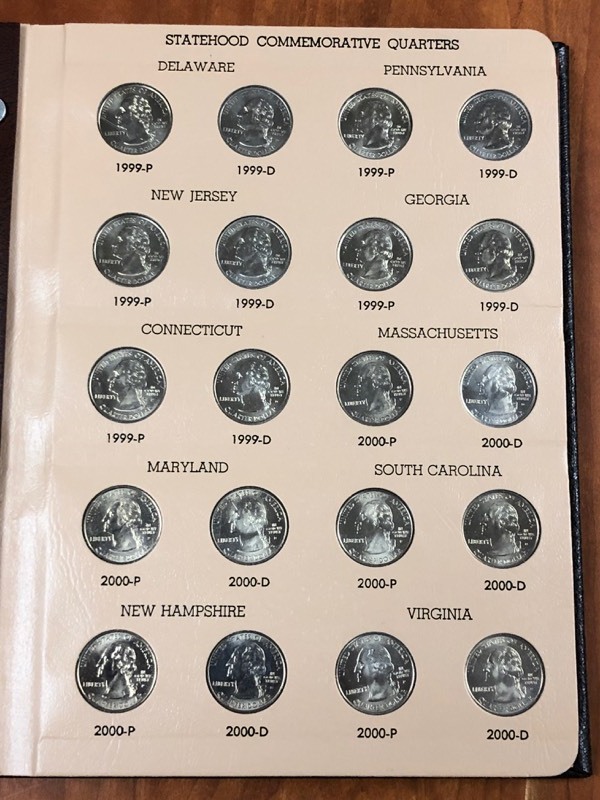 STATEHOOD COMMEMORATIVE QUARTERS
DELAWARE PENNSYLVANIA
1999-P 1999-D 1999-P 1999-D
NEW JERSEY GEORGIA
1999-P 1999-D 1999-P 1999-D
CONNECTICUT MASSACHUSETTS
1999-P 1999-D 2000-P 2000-D
MARYLAND SOUTH CAROLINA
2000-P 2000-D 2000-P 2000-D
NEW HAMPSHIRE VIRGINIA
2000-P 2000-D 2000-P 2000-D